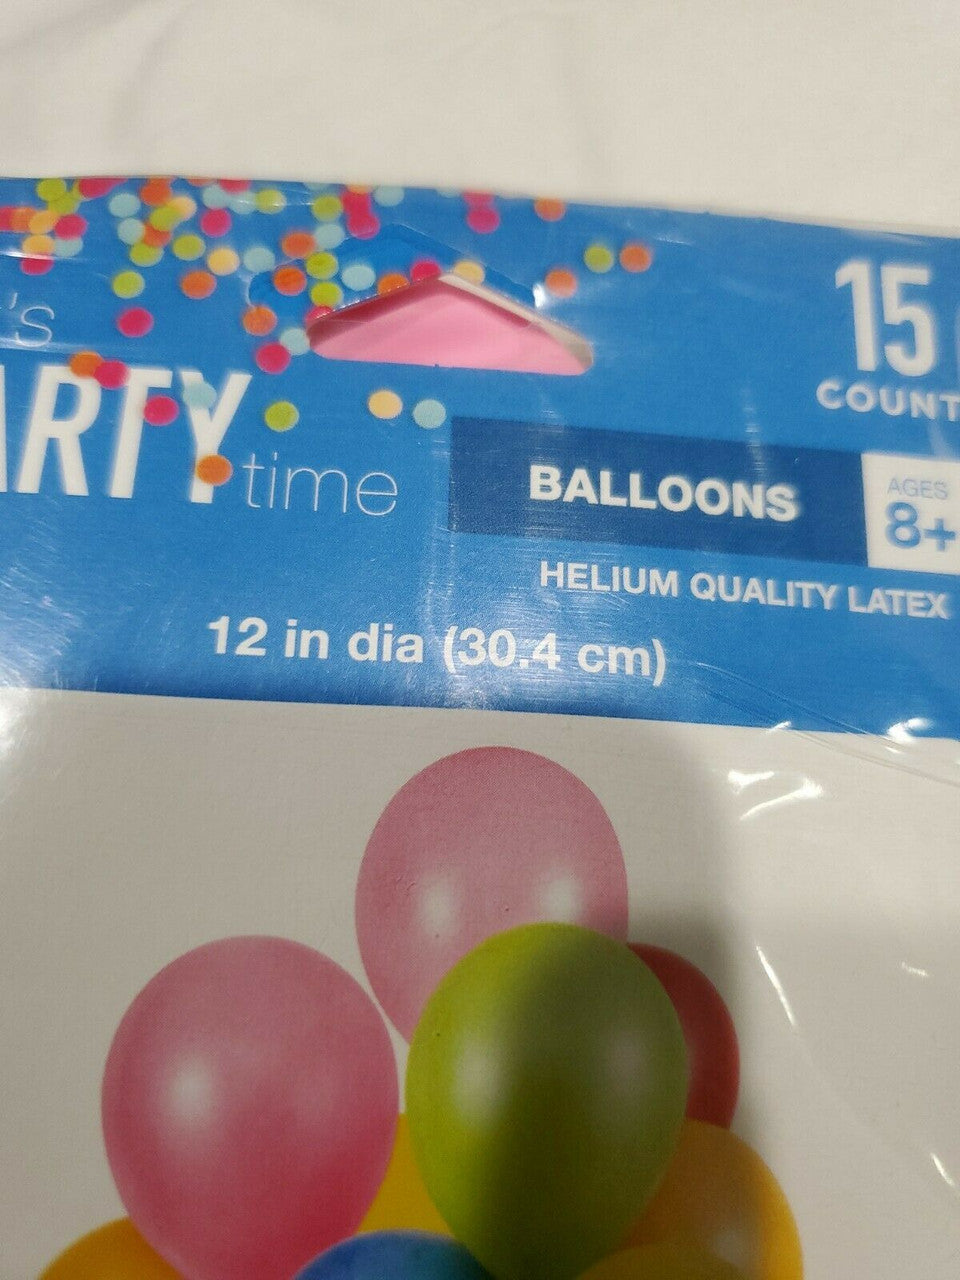 's
ARTY
time
15
COUNT
BALLOONS
AGES
8+
HELIUM QUALITY LATEX
12 in dia (30.4 cm)